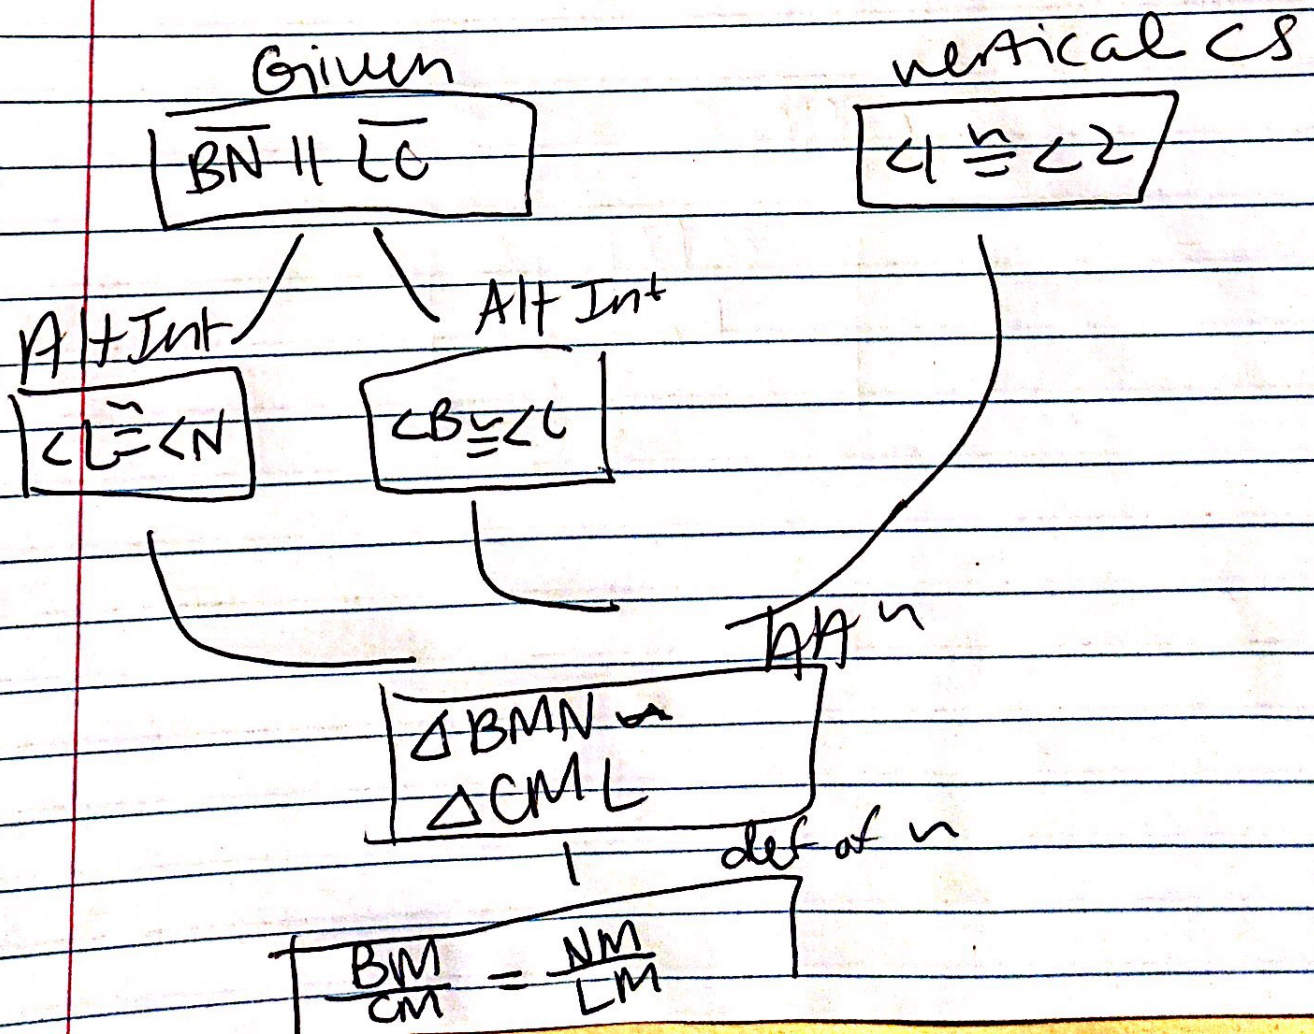 Given
vertical <s
BN || LC
<1 ≅ <2
Alt Int
Alt Int
<L ≅ <N
<B ≅ <C
AA ~
△BMN ~
△CML
def of ~
BM/CM = NM/LM